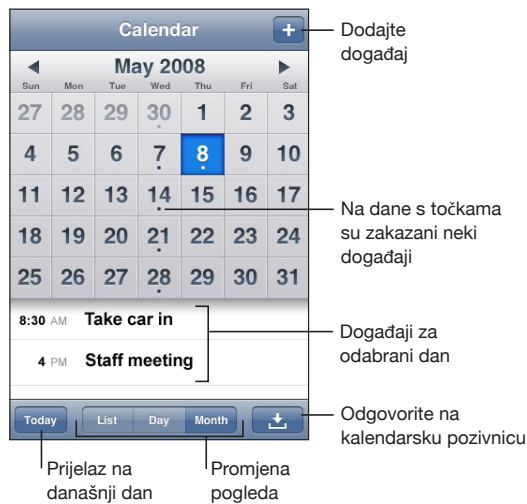 Calendar
+
Dodajte
događaj
May 2008
Sun Mon Tue Wed Thu Fri Sat
27 28 29 30 1 2 3
4 5 6 7 8 9 10
11 12 13 14 15 16 17
Na dane s točkama
su zakazani neki
događaji
18 19 20 21 22 23 24
25 26 27 28 29 30 31
8:30 AM Take car in
4 PM Staff meeting
Događaji za
odabrani dan
Today List Day Month
Odgovorite na
kalendarsku pozivnicu
Prijelaz na
današnji dan
Promjena
pogleda